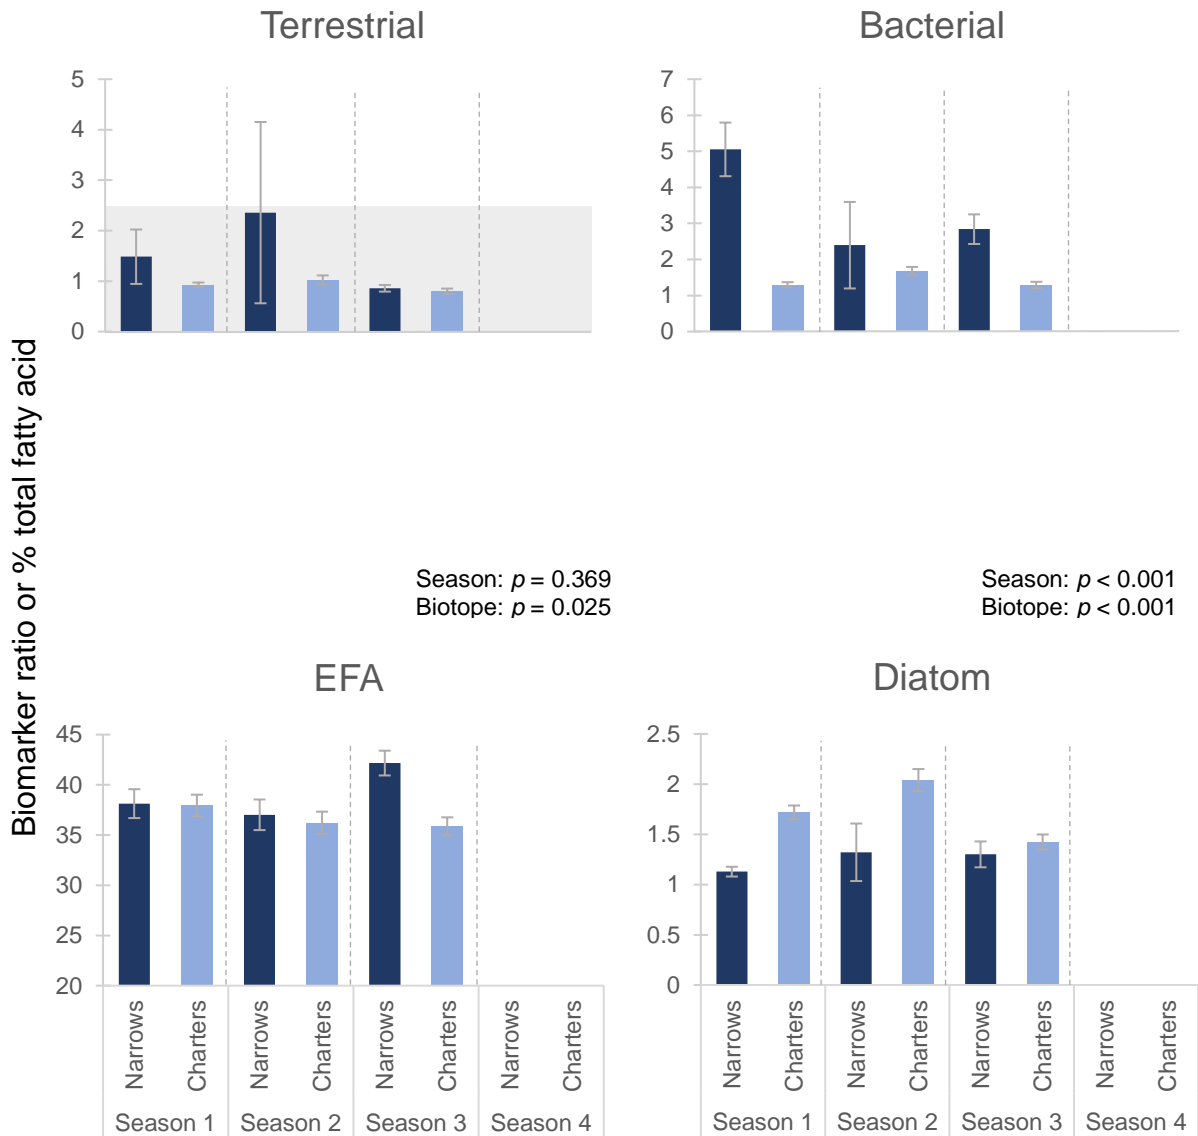 Terrestrial
Bacterial
5
4
3
2
1
0
7
6
5
4
3
2
1
0
Biomarker ratio or % total fatty acid
Season: p = 0.369
Biotope: p = 0.025
Season: p < 0.001
Biotope: p < 0.001
EFA
Diatom
45
40
35
30
25
20
2.5
2
1.5
1
0.5
0
Narrows
Charters
Narrows
Charters
Narrows
Charters
Narrows
Charters
Season 1
Season 2
Season 3
Season 4
Narrows
Charters
Narrows
Charters
Narrows
Charters
Narrows
Charters
Season 1
Season 2
Season 3
Season 4